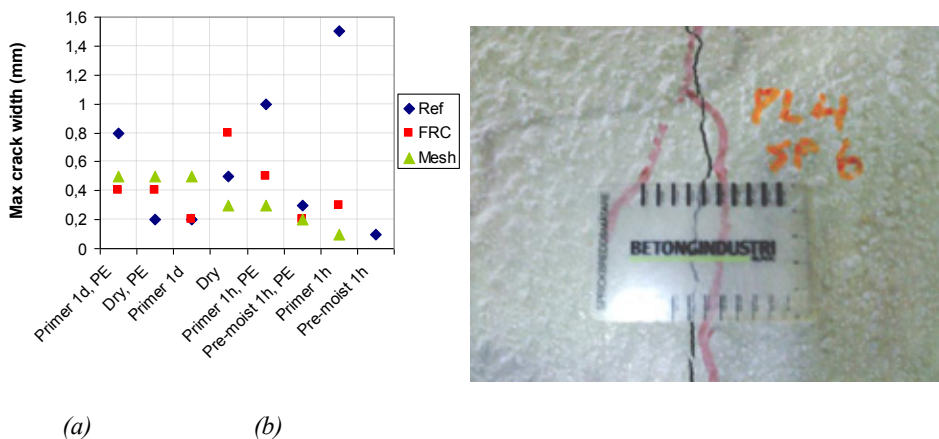 1,6
1,4
1,2
1
0,8
0,6
0,4
0,2
0
Max crack width (mm)
Primer 1d, PE
Dry, PE
Primer 1d
Dry
Primer 1h, PE
Pre-moist 1h, PE
Primer 1h
Pre-moist 1h
Ref
FRC
Mesh
PL4
SP6
BETONGINDUSTRI
(a)
(b)